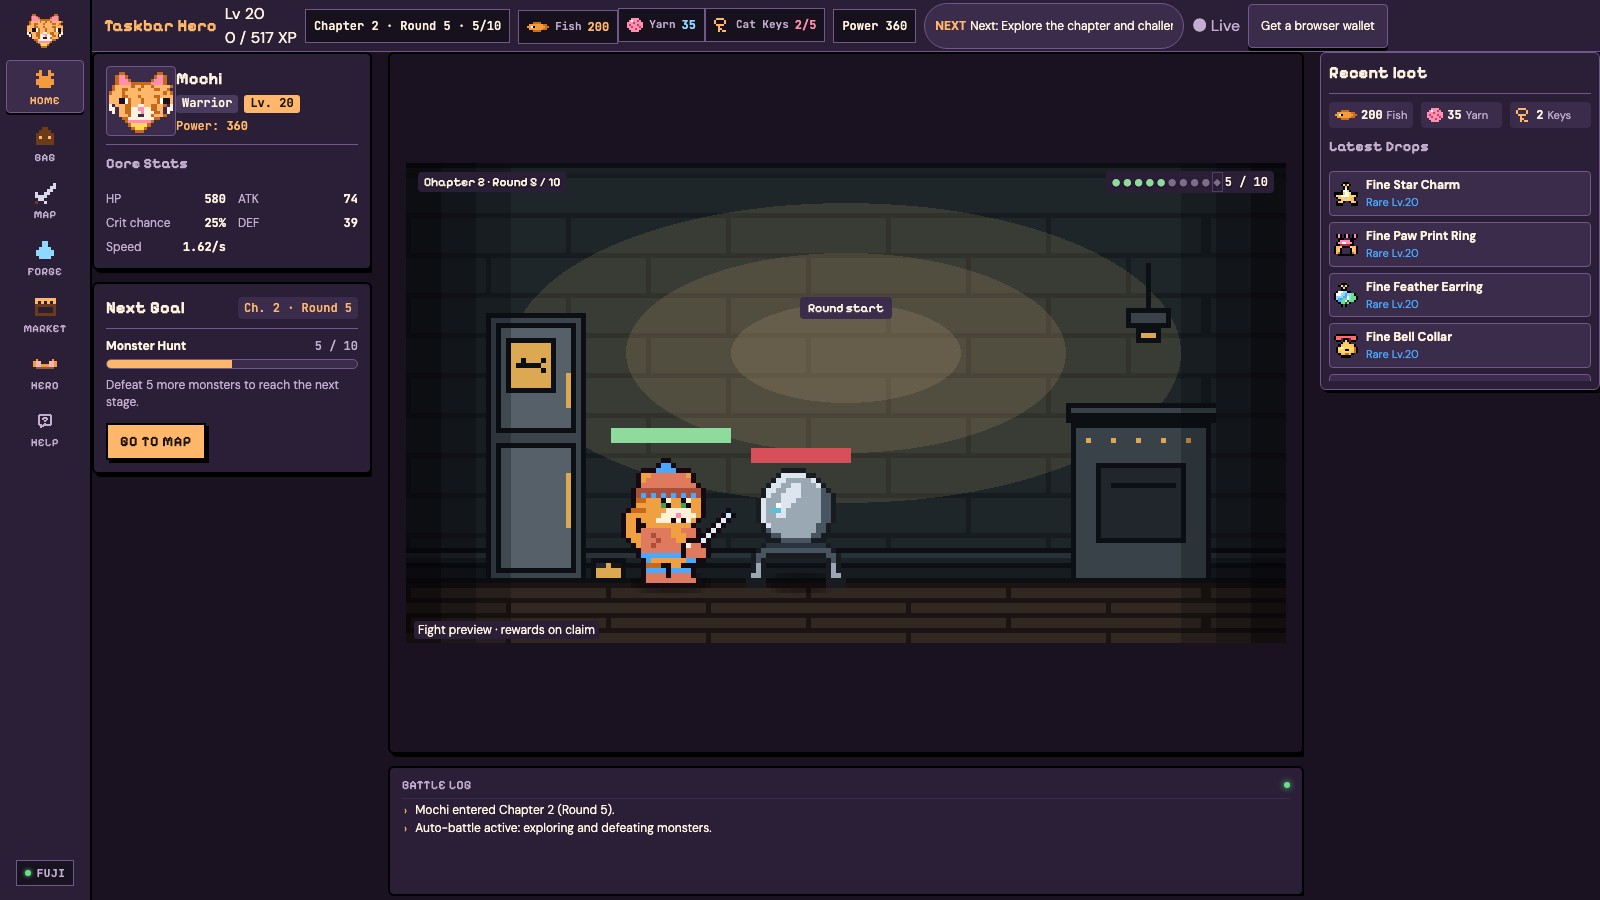 HOME
BAG
MAP
FORGE
MARKET
HERO
HELP
FUJI
Taskbar Hero
Lv 20
0 / 517 XP
Chapter 2 · Round 5 · 5/10
Fish 200
Yarn 35
Cat Keys 2/5
Power 360
NEXT Next: Explore the chapter and challer
Live
Get a browser wallet
Mochi
Warrior
Lv. 20
Power: 360
Core Stats
HP 580 ATK 74
Crit chance 25% DEF 39
Speed 1.62/s
Next Goal
Ch. 2 · Round 5
Monster Hunt 5 / 10
Defeat 5 more monsters to reach the next
stage.
GO TO MAP
Chapter 2 · Round 5 / 10
5 / 10
Round start
Fight preview · rewards on claim
BATTLE LOG
› Mochi entered Chapter 2 (Round 5).
› Auto-battle active: exploring and defeating monsters.
Recent loot
200 Fish
35 Yarn
2 Keys
Latest Drops
Fine Star Charm
Rare Lv.20
Fine Paw Print Ring
Rare Lv.20
Fine Feather Earring
Rare Lv.20
Fine Bell Collar
Rare Lv.20